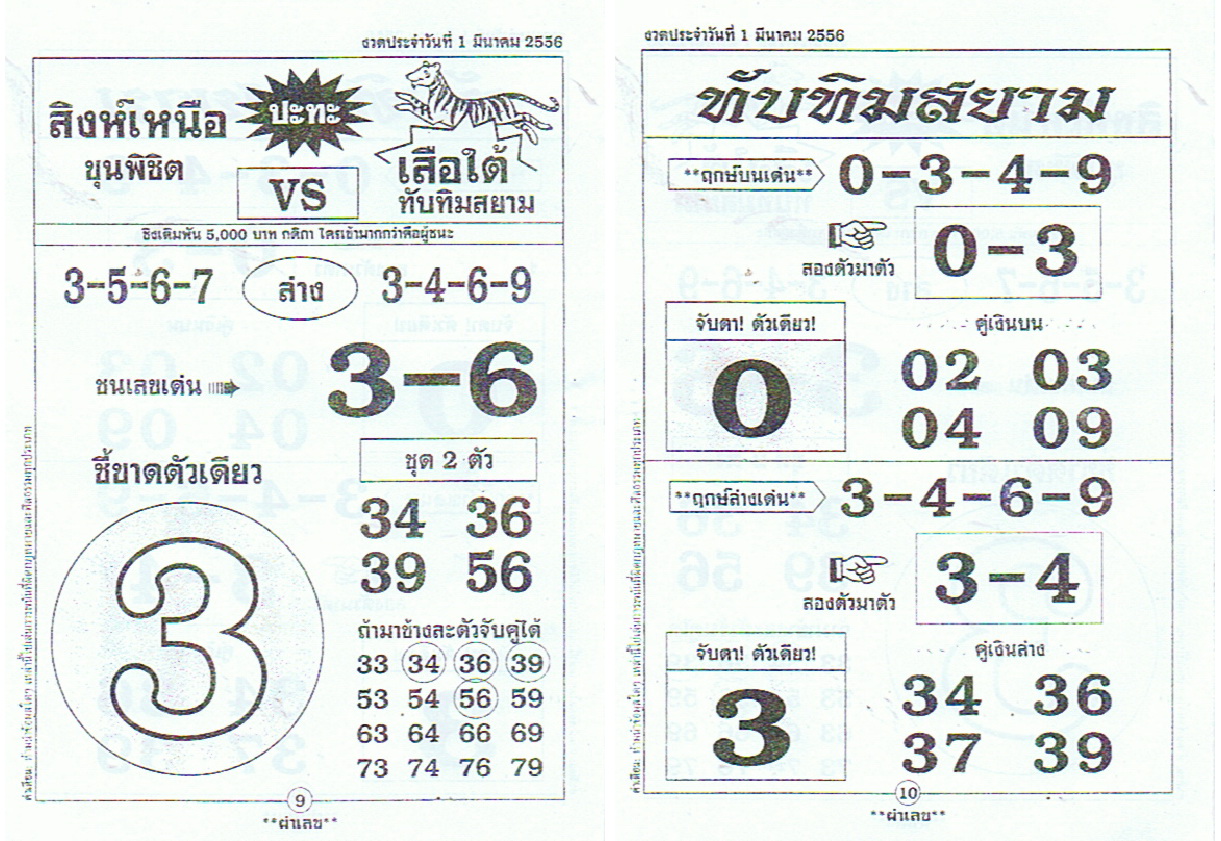 งวดประจำวันที่ 1 มีนาคม 2556
สิงห์เหนือ
ปะทะ
ขุนพิชิต
VS
เสือใต้
ทับทิมสยาม
ชิงเดิมพัน 5,000 บาท กติกา ใครเข้ามากกว่าคือผู้ชนะ
3-5-6-7 ล่าง 3-4-6-9
ชนเลขเด่น 3-6
ชี้ขาดตัวเดียว
3
ชุด 2 ตัว
34 36
39 56
ถ้ามาข้างละตัวจับคู่ได้
33 34 36 39
53 54 56 59
63 64 66 69
73 74 76 79
9
**ผ่าเลข**
งวดประจำวันที่ 1 มีนาคม 2556
ทับทิมสยาม
**ฤกษ์บนเด่น** 0-3-4-9
สองตัวมาตัว 0-3
จับตา! ตัวเดียว!
0
คู่เงินบน
02 03
04 09
**ฤกษ์ล่างเด่น** 3-4-6-9
สองตัวมาตัว 3-4
จับตา! ตัวเดียว!
3
คู่เงินล่าง
34 36
37 39
10
**ผ่าเลข**